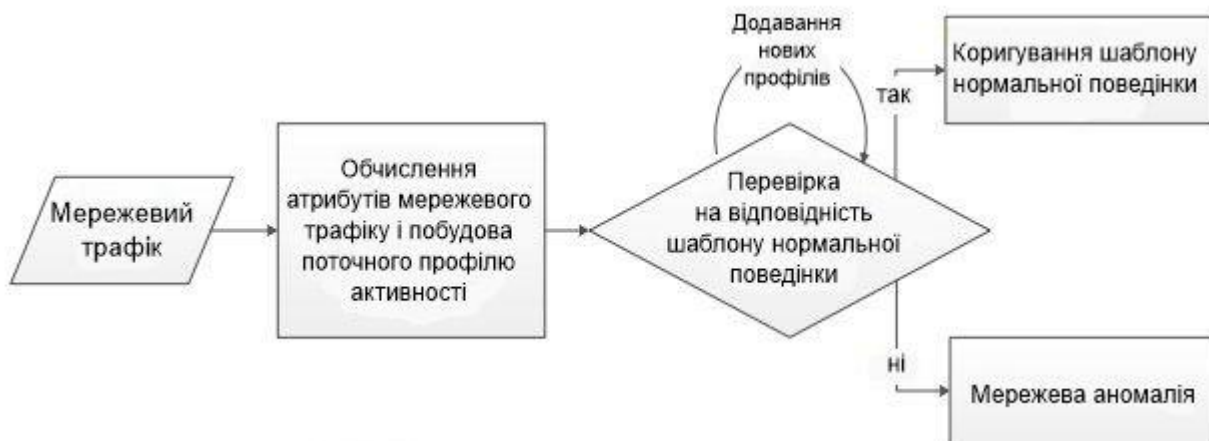 Мережевий
трафік
Обчислення
атрибутів мережевого
трафіку і побудова
поточного профілю
активності
Додавання
нових
профілів
Перевірка
на відповідність
шаблону нормальної
поведінки
так
Коригування шаблону
нормальної поведінки
ні
Мережева аномалія